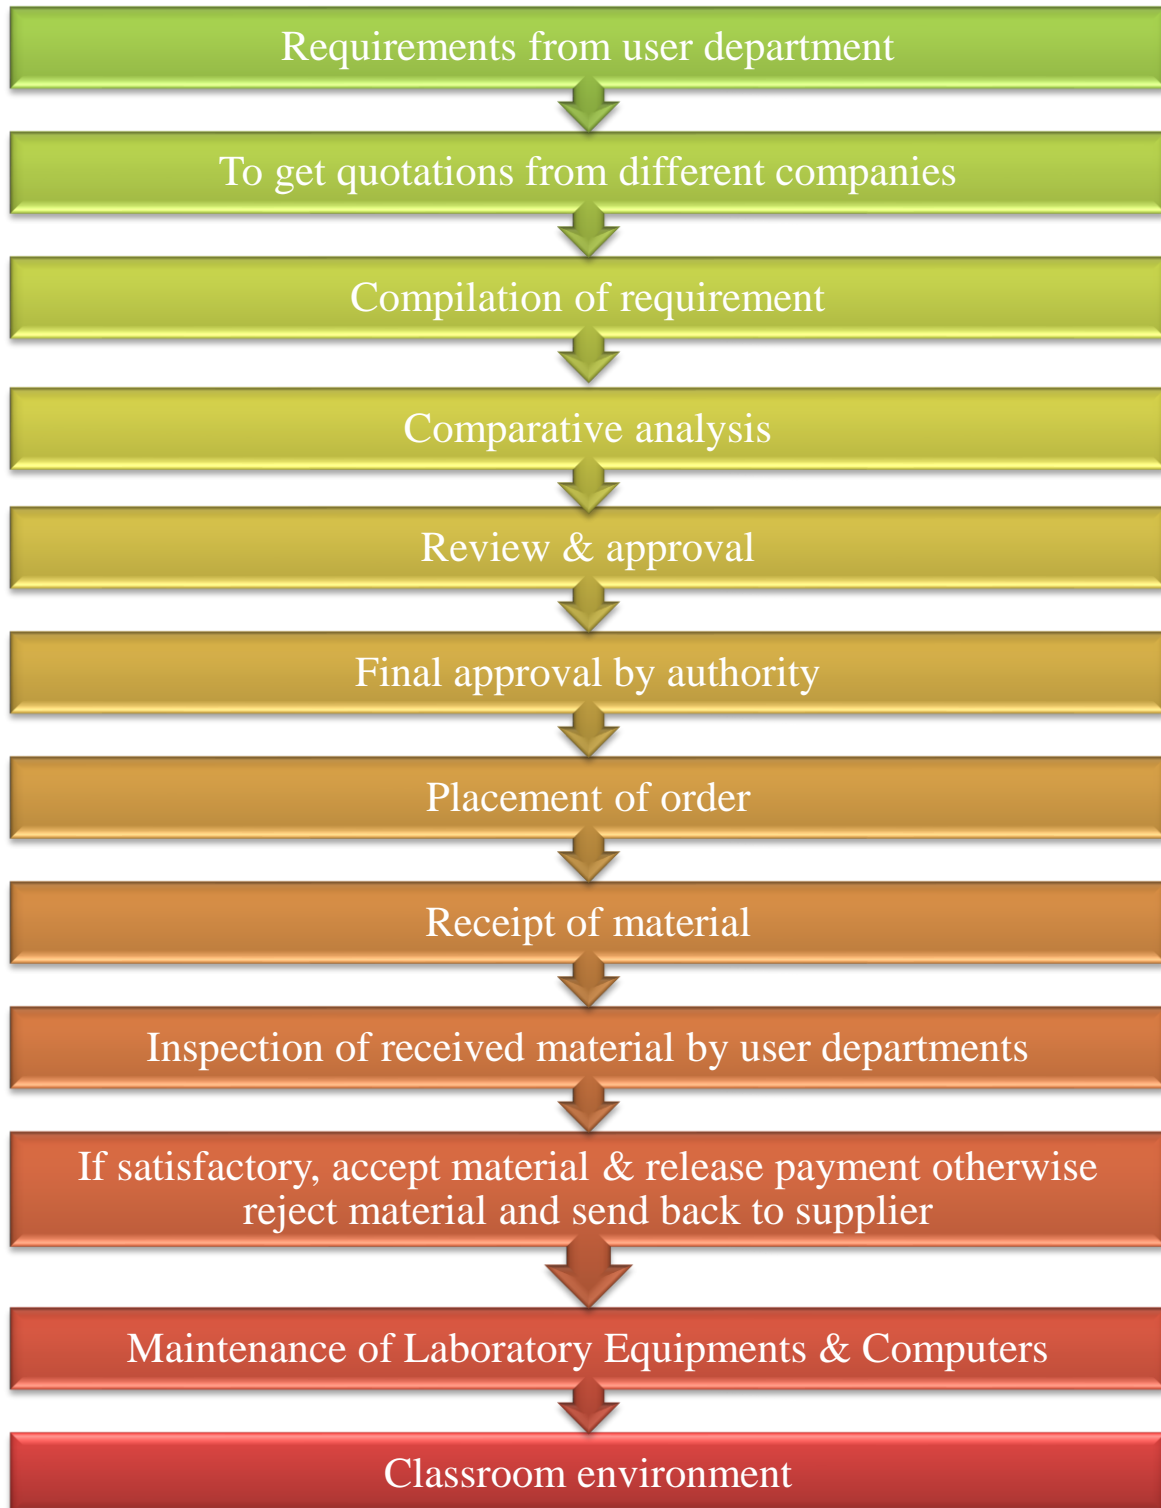 Requirements from user department
To get quotations from different companies
Compilation of requirement
Comparative analysis
Review & approval
Final approval by authority
Placement of order
Receipt of material
Inspection of received material by user departments
If satisfactory, accept material & release payment otherwise
reject material and send back to supplier
Maintenance of Laboratory Equipments & Computers
Classroom environment